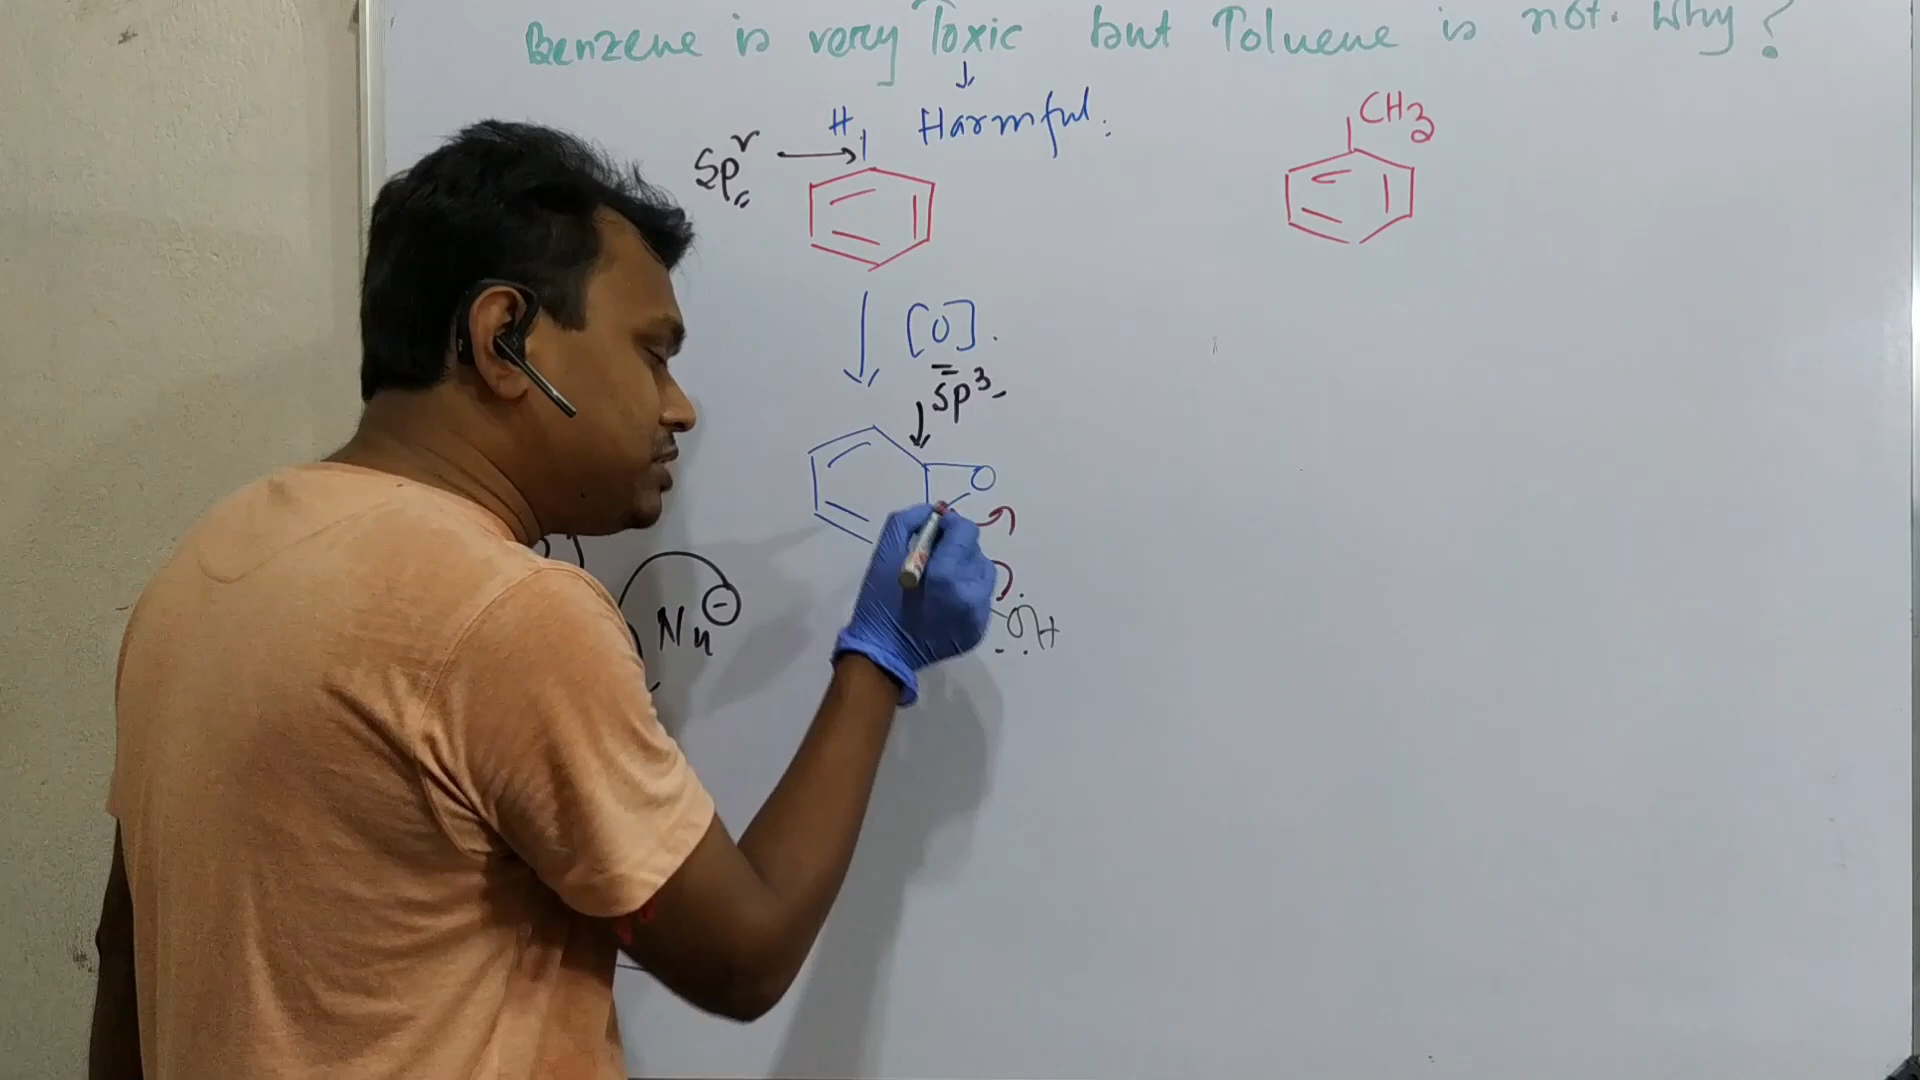 Benzene is very Toxic but Toluene is not. Why?
H Harmful.
CH3
Sp²
[O].
Sp3
O
Nu -
OH